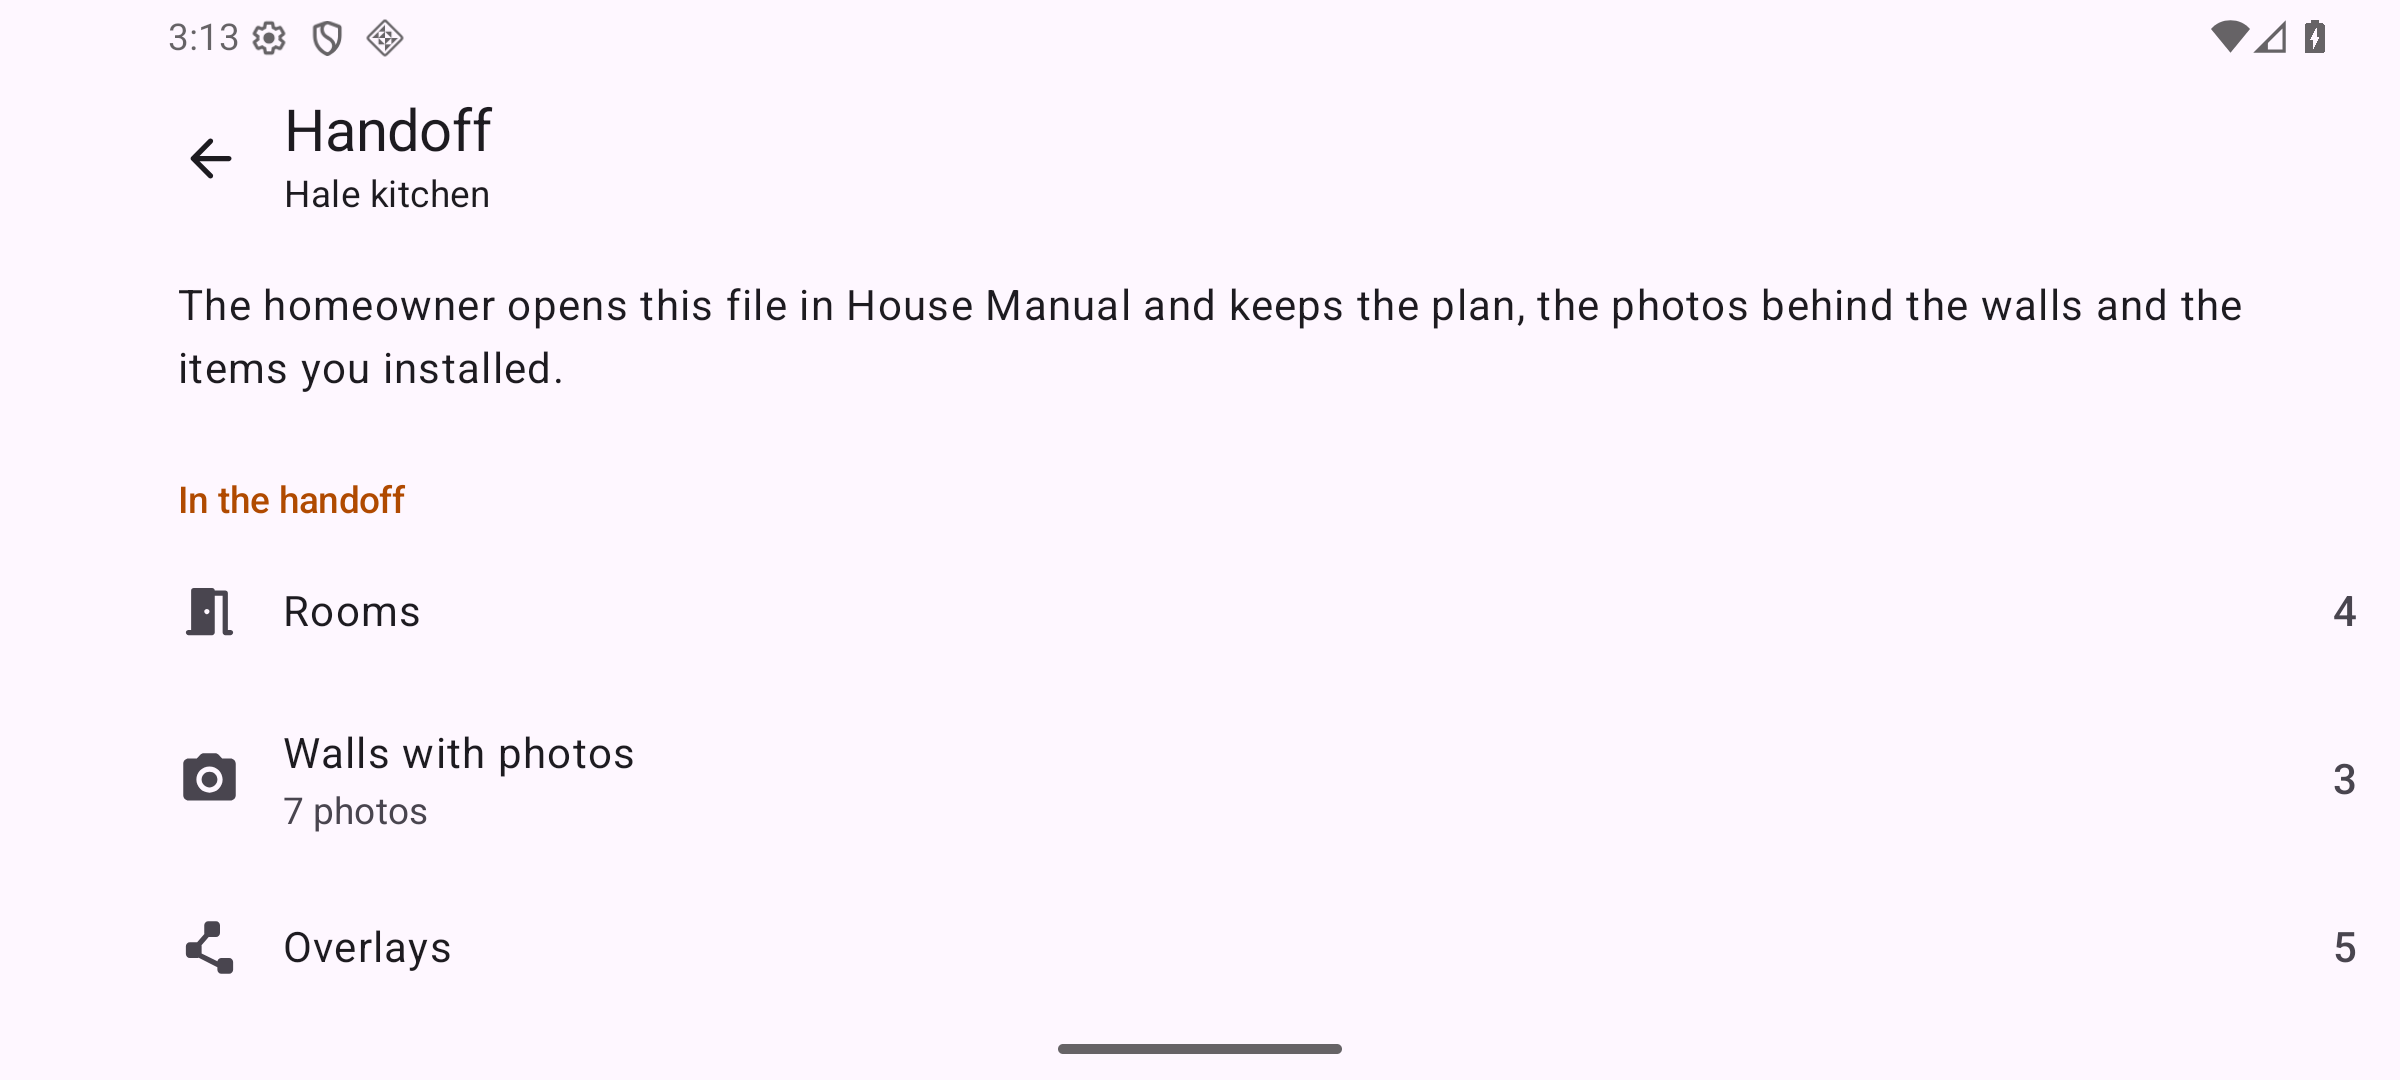 3:13
Handoff
Hale kitchen
The homeowner opens this file in House Manual and keeps the plan, the photos behind the walls and the
items you installed.
In the handoff
Rooms 4
Walls with photos 3
7 photos
Overlays 5